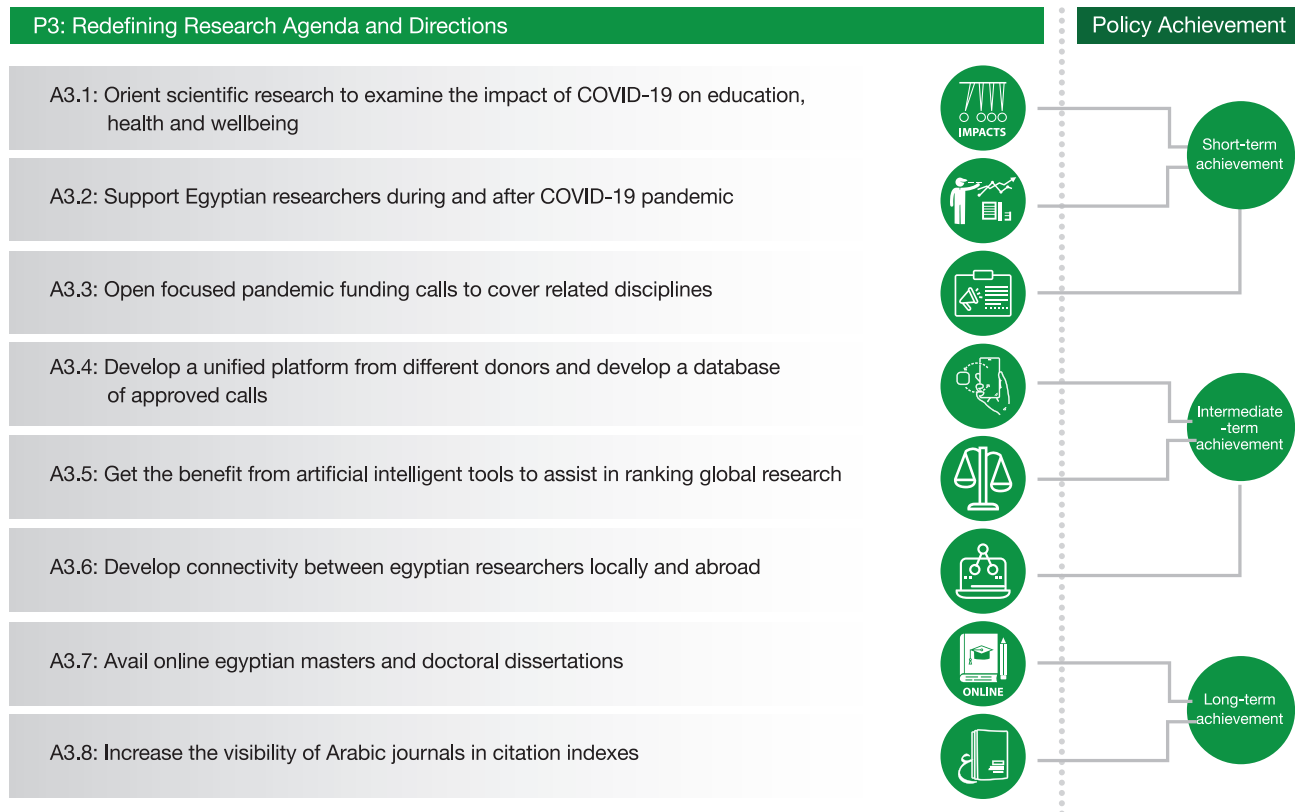 P3: Redefining Research Agenda and Directions
Policy Achievement
A3.1: Orient scientific research to examine the impact of COVID-19 on education,
health and wellbeing
IMPACTS
Short-term
achievement
A3.2: Support Egyptian researchers during and after COVID-19 pandemic
A3.3: Open focused pandemic funding calls to cover related disciplines
A3.4: Develop a unified platform from different donors and develop a database
of approved calls
Intermediate
-term
achievement
A3.5: Get the benefit from artificial intelligent tools to assist in ranking global research
A3.6: Develop connectivity between egyptian researchers locally and abroad
A3.7: Avail online egyptian masters and doctoral dissertations
ONLINE
Long-term
achievement
A3.8: Increase the visibility of Arabic journals in citation indexes
ع